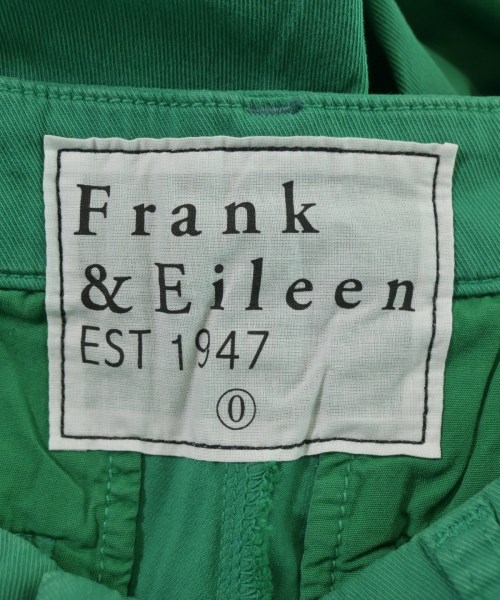 Frank
& Eileen
EST 1947
0